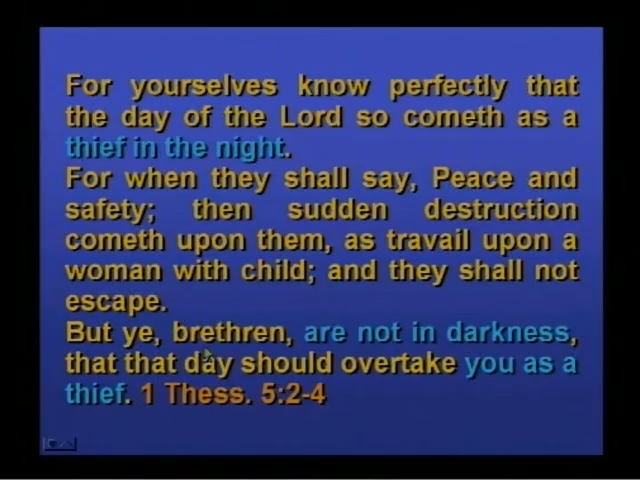 For yourselves know perfectly that
the day of the Lord so cometh as a
thief in the night.
For when they shall say, Peace and
safety; then sudden destruction
cometh upon them, as travail upon a
woman with child; and they shall not
escape.
But ye, brethren, are not in darkness,
that that day should overtake you as a
thief. 1 Thess. 5:2-4